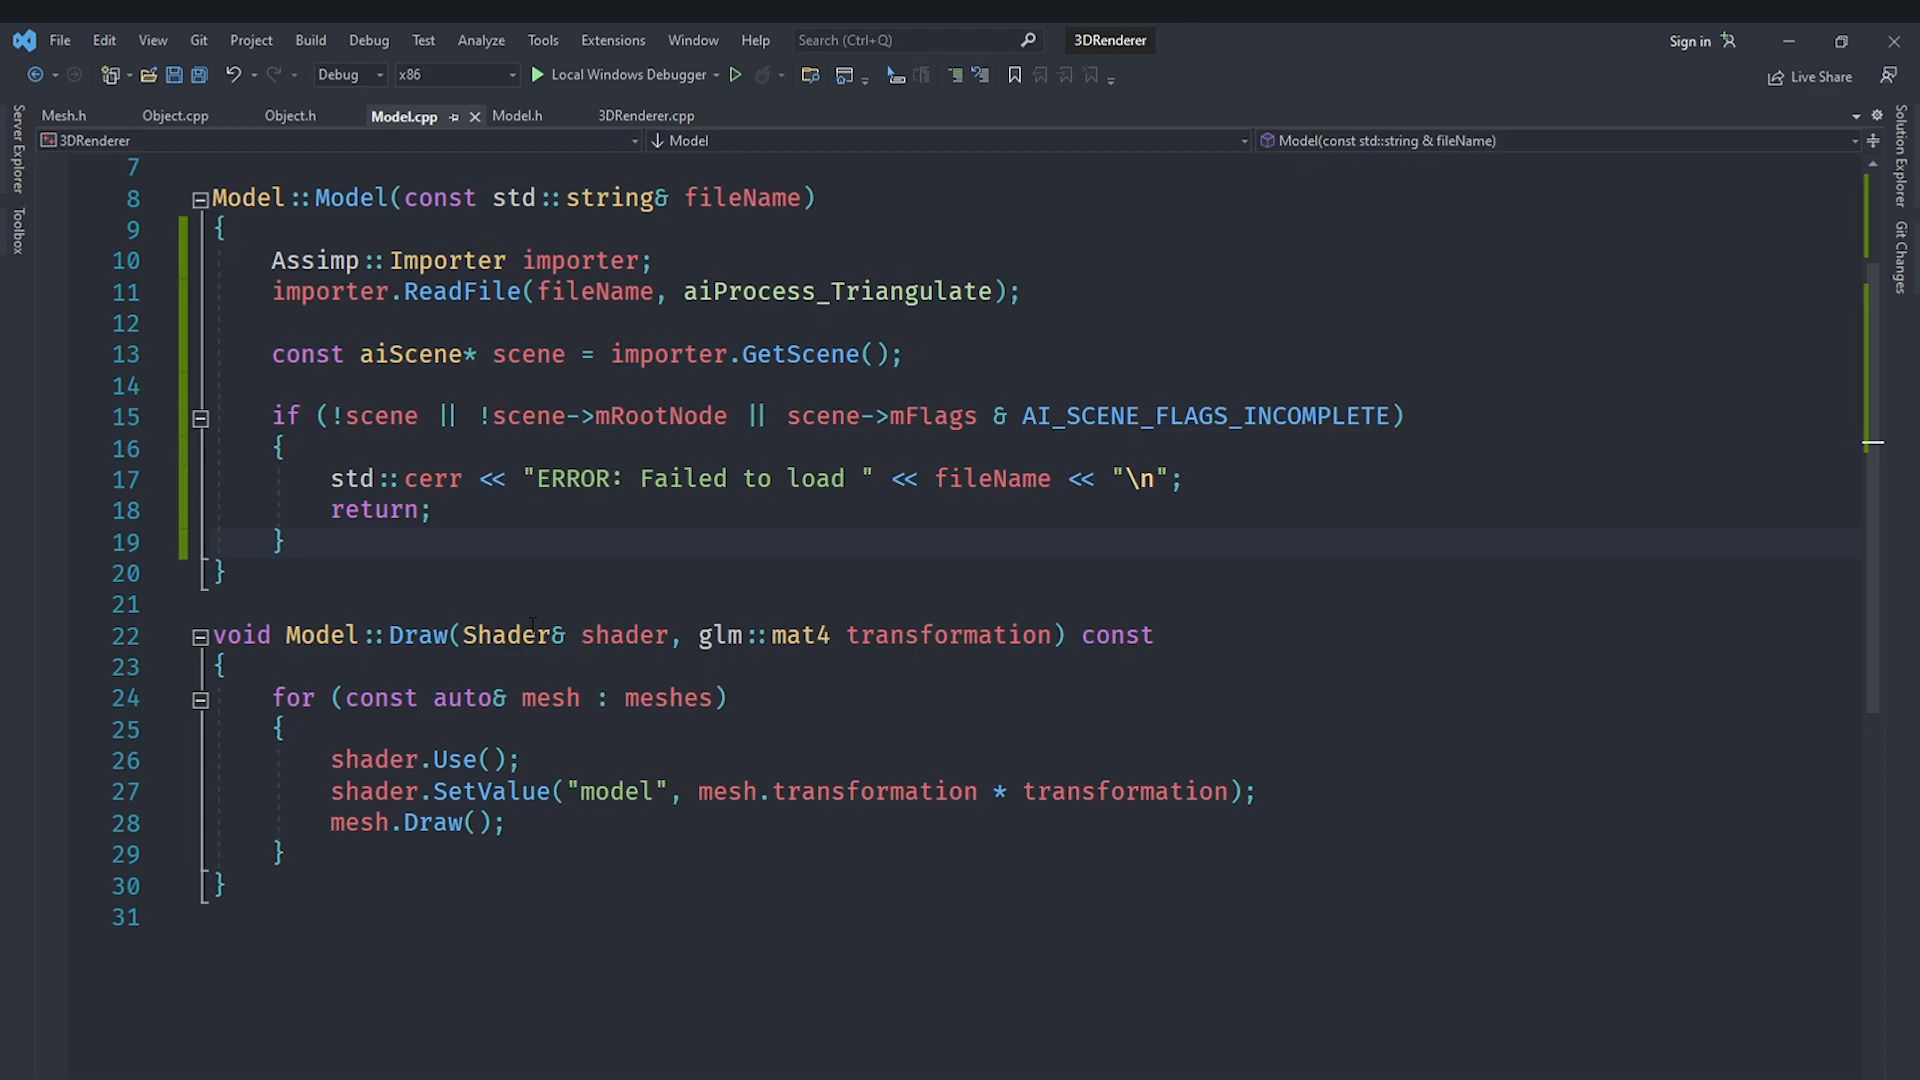 File Edit View Git Project Build Debug Test Analyze Tools Extensions Window Help Search (Ctrl+Q) 3DRenderer Sign in
Debug x86 Local Windows Debugger Live Share
Mesh.h Object.cpp Object.h Model.cpp Model.h 3DRenderer.cpp
3DRenderer Model Model(const std::string & fileName)
Server Explorer
Toolbox
Solution Explorer
Git Changes
7
8 Model::Model(const std::string& fileName)
9 {
10 Assimp::Importer importer;
11 importer.ReadFile(fileName, aiProcess_Triangulate);
12
13 const aiScene* scene = importer.GetScene();
14
15 if (!scene || !scene->mRootNode || scene->mFlags & AI_SCENE_FLAGS_INCOMPLETE)
16 {
17 std::cerr << "ERROR: Failed to load " << fileName << "\n";
18 return;
19 }
20 }
21
22 void Model::Draw(Shader& shader, glm::mat4 transformation) const
23 {
24 for (const auto& mesh : meshes)
25 {
26 shader.Use();
27 shader.SetValue("model", mesh.transformation * transformation);
28 mesh.Draw();
29 }
30 }
31